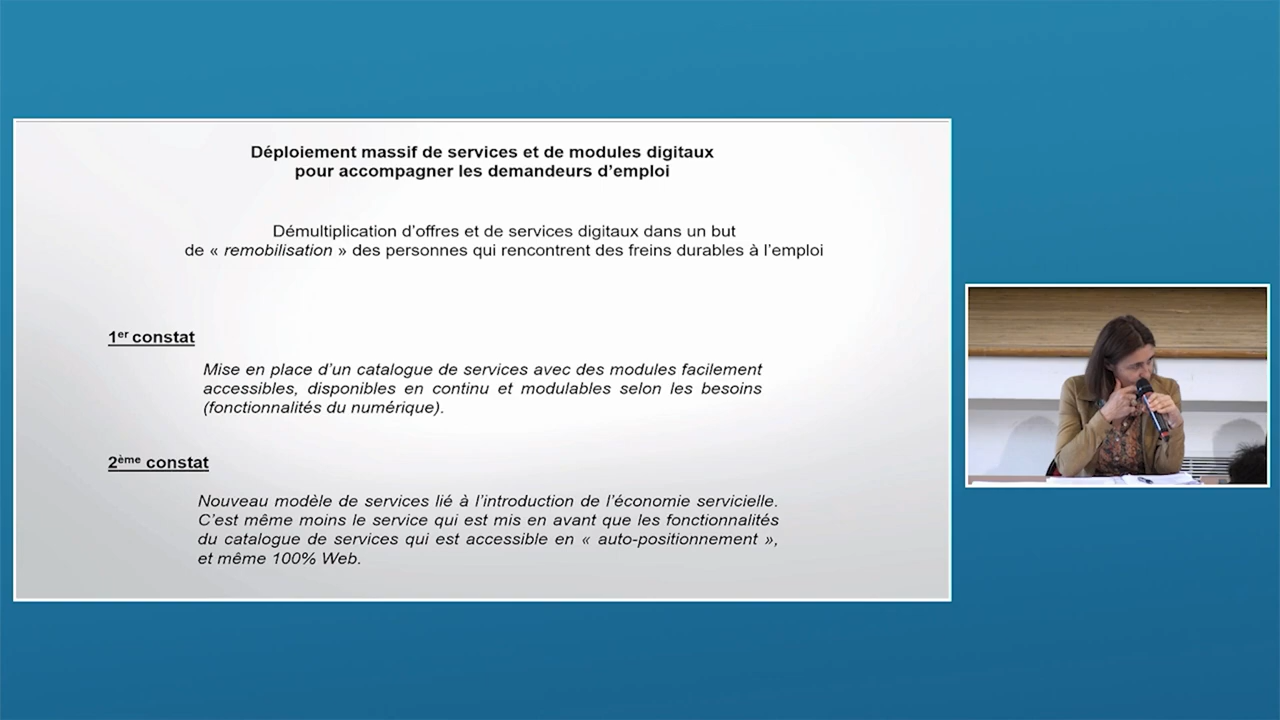 Déploiement massif de services et de modules digitaux
pour accompagner les demandeurs d’emploi
Démultiplication d’offres et de services digitaux dans un but
de « remobilisation » des personnes qui rencontrent des freins durables à l’emploi
1er constat
Mise en place d’un catalogue de services avec des modules facilement
accessibles, disponibles en continu et modulables selon les besoins
(fonctionnalités du numérique).
2ème constat
Nouveau modèle de services lié à l’introduction de l’économie servicielle.
C’est même moins le service qui est mis en avant que les fonctionnalités
du catalogue de services qui est accessible en « auto-positionnement »,
et même 100% Web.